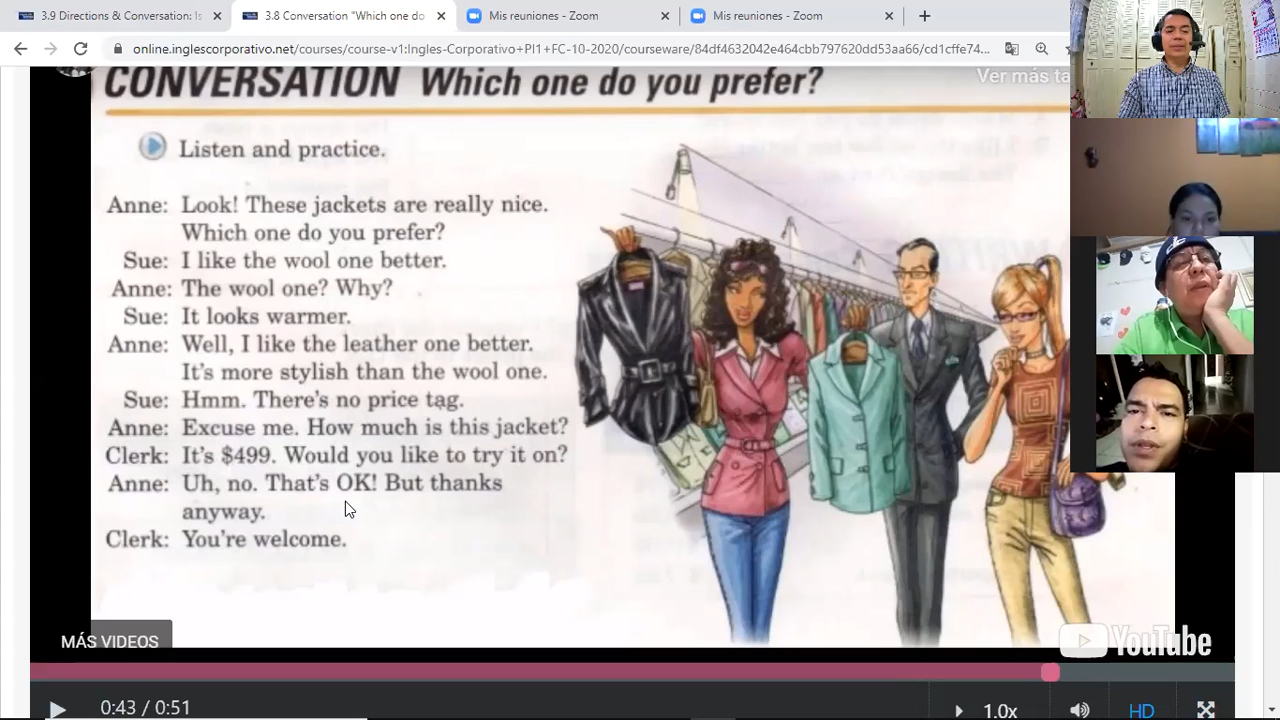 3.9 Directions & Conversation: Is
3.8 Conversation "Which one do
Mis reuniones - Zoom
Mis reuniones - Zoom
online.inglescorporativo.net/courses/course-v1:Ingles-Corporativo+PI1+FC-10-2020/courseware/84df4b1042e464cbb797620dd53adfb7cd1cffe74...
CONVERSATION Which one do you prefer?
Ver más ta
Listen and practice.
Anne: Look! These jackets are really nice.
Which one do you prefer?
Sue: I like the wool one better.
Anne: The wool one? Why?
Sue: It looks warmer.
Anne: Well, I like the leather one better.
It's more stylish than the wool one.
Sue: Hmm. There's no price tag.
Anne: Excuse me. How much is this jacket?
Clerk: It's $499. Would you like to try it on?
Anne: Uh, no. That's OK! But thanks
anyway.
Clerk: You're welcome.
MÁS VIDEOS
YouTube
0:43 / 0:51
1.0x
HD